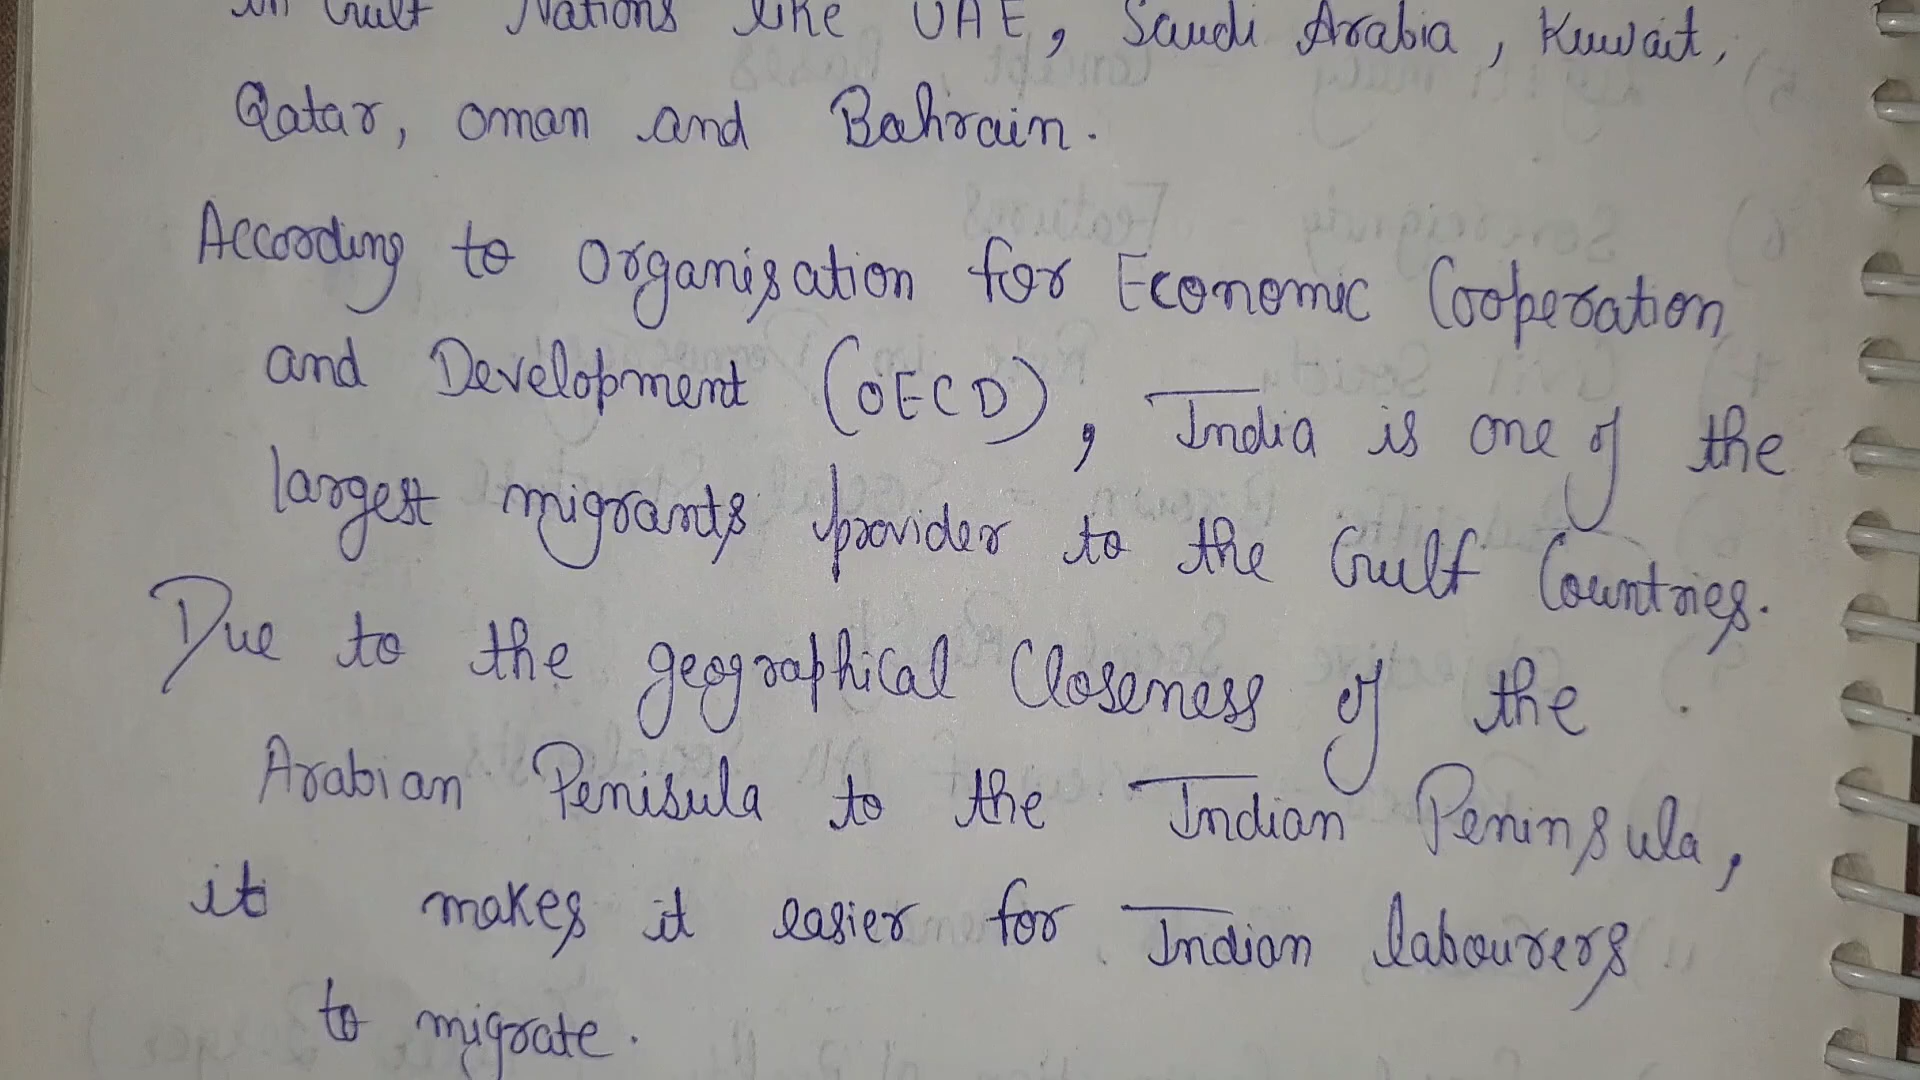 in Gulf Nations like UAE, Saudi Arabia, Kuwait,
Qatar, Oman and Bahrain.
According to Organisation for Economic Cooperation
and Development (OECD), India is one of the
largest migrants provider to the Gulf Countries.
Due to the geographical Closeness of the
Arabian Penisula to the Indian Peninsula,
it makes it easier for Indian labourers
to migrate.